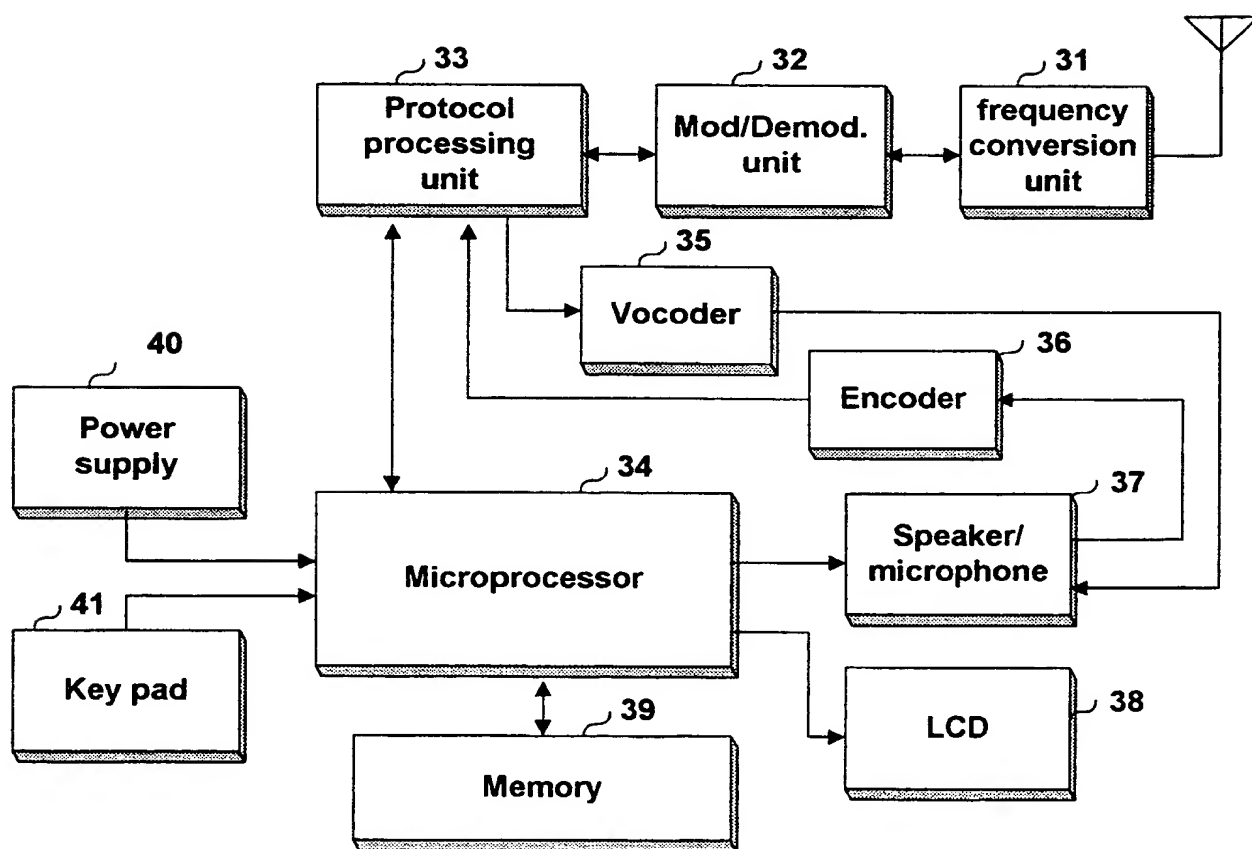 33
32
31
Protocol
processing
unit
Mod/Demod.
unit
frequency
conversion
unit
35
Vocoder
40
36
Power
supply
Encoder
34
37
Microprocessor
Speaker/
microphone
41
Key pad
39
38
LCD
Memory